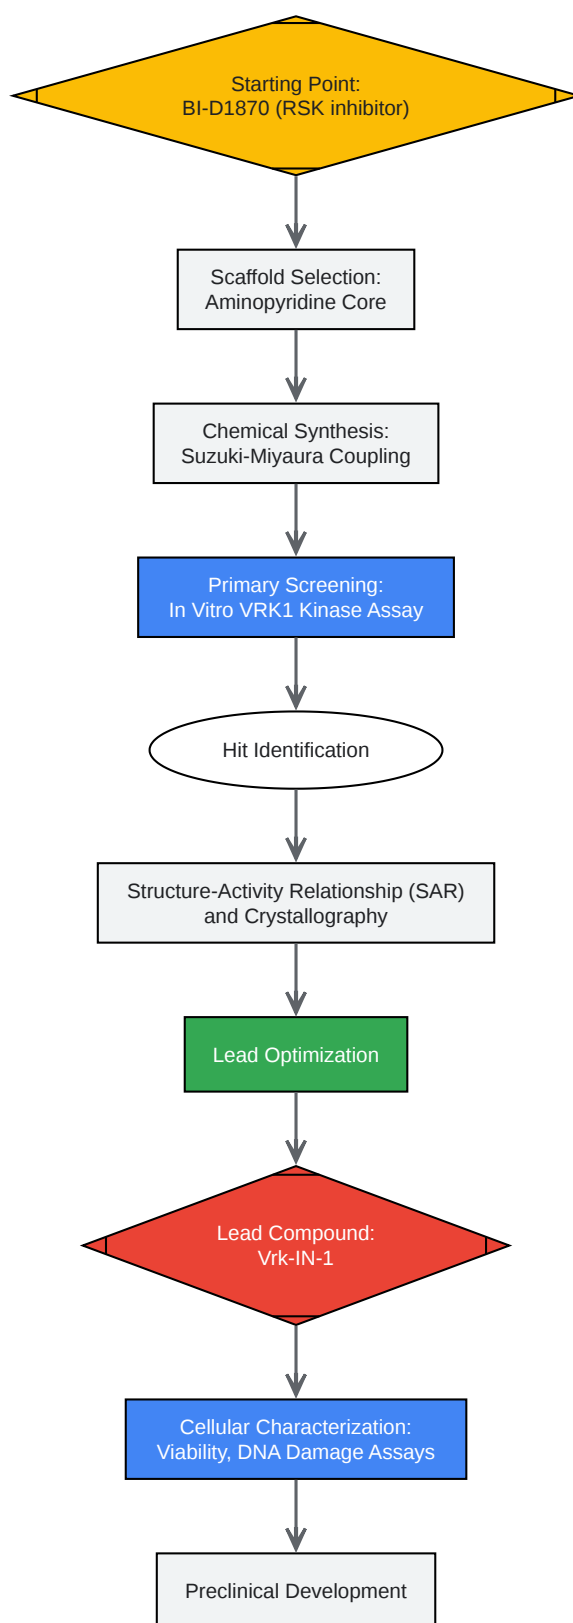 Starting Point:
BI-D1870 (RSK inhibitor)
Scaffold Selection:
Aminopyridine Core
Chemical Synthesis:
Suzuki-Miyaura Coupling
Primary Screening:
In Vitro VRK1 Kinase Assay
Hit Identification
Structure-Activity Relationship (SAR)
and Crystallography
Lead Optimization
Lead Compound:
Vrk-IN-1
Cellular Characterization:
Viability, DNA Damage Assays
Preclinical Development